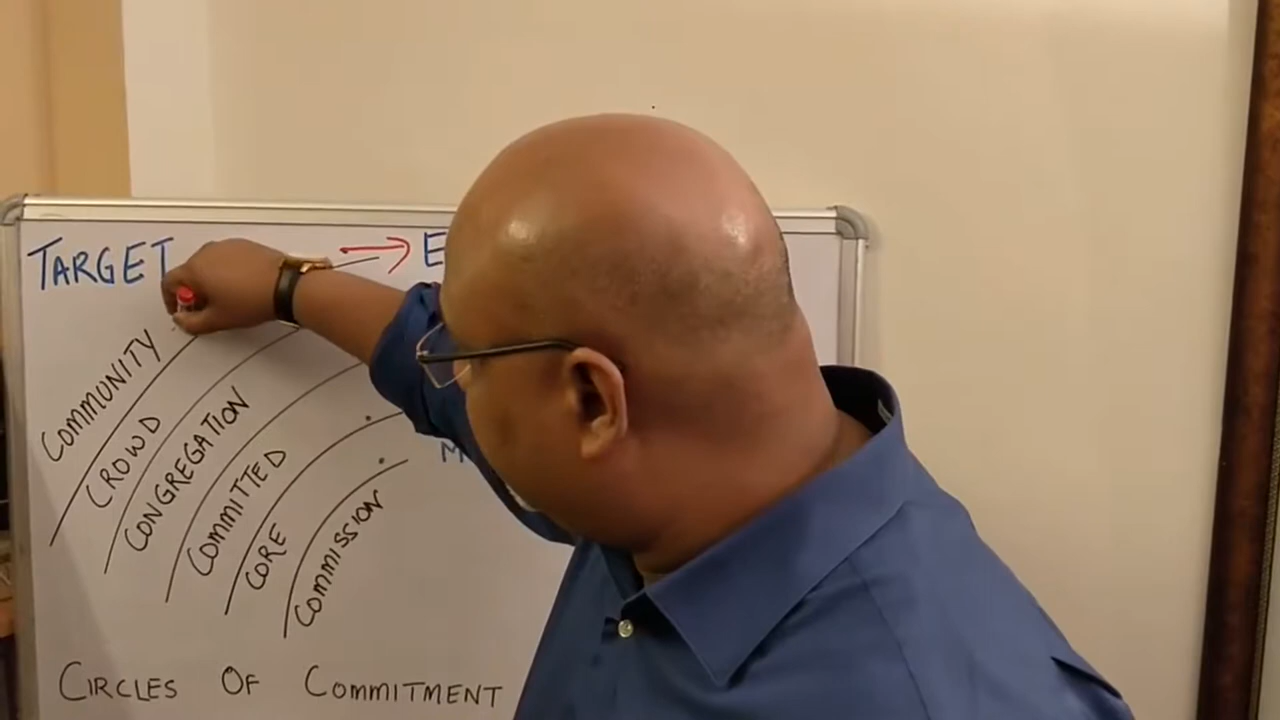 TARGET → E
COMMUNITY
CROWD
CONGREGATION
COMMITTED
CORE
COMMISSION
M
CIRCLES OF COMMITMENT